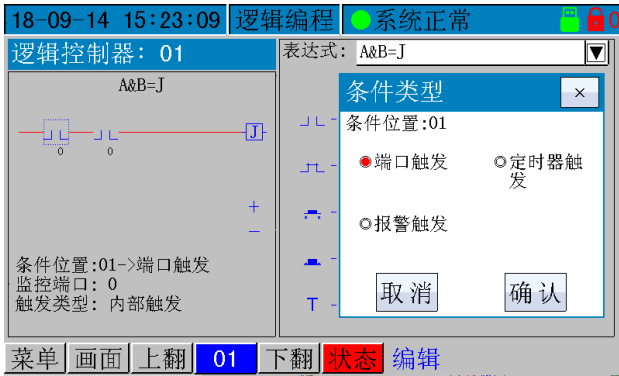 18-09-14 15:23:09 逻辑编程 系统正常 0
逻辑控制器: 01
表达式: A&B=J
A&B=J
J
0 0
+
-
条件位置:01->端口触发
监控端口: 0
触发类型: 内部触发
T
条件类型 ×
条件位置:01
端口触发 定时器触
发
报警触发
取消 确认
菜单 画面 上翻 01 下翻 状态 编辑